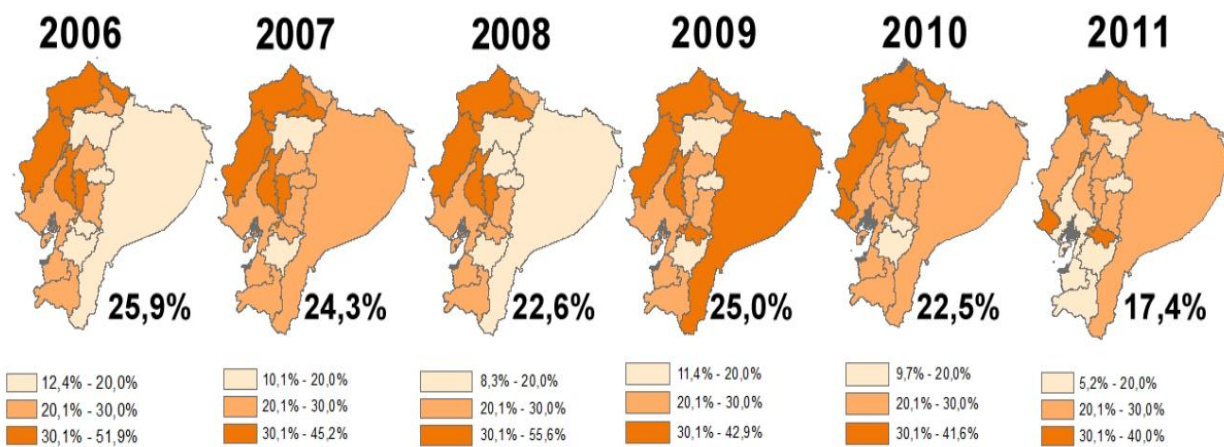 2006 2007 2008 2009 2010 2011
25,9% 24,3% 22,6% 25,0% 22,5% 17,4%
12,4% - 20,0% 10,1% - 20,0% 8,3% - 20,0% 11,4% - 20,0% 9,7% - 20,0% 5,2% - 20,0%
20,1% - 30,0% 20,1% - 30,0% 20,1% - 30,0% 20,1% - 30,0% 20,1% - 30,0% 20,1% - 30,0%
30,1% - 51,9% 30,1% - 45,2% 30,1% - 55,6% 30,1% - 42,9% 30,1% - 41,6% 30,1% - 40,0%